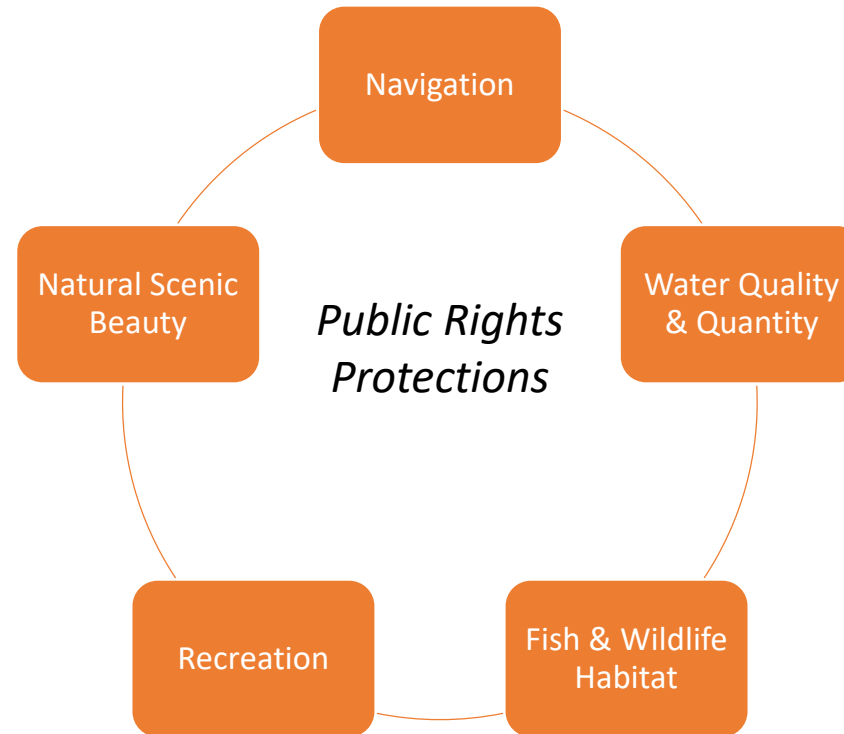 Navigation
Natural Scenic
Beauty
Public Rights
Protections
Water Quality
& Quantity
Recreation
Fish & Wildlife
Habitat